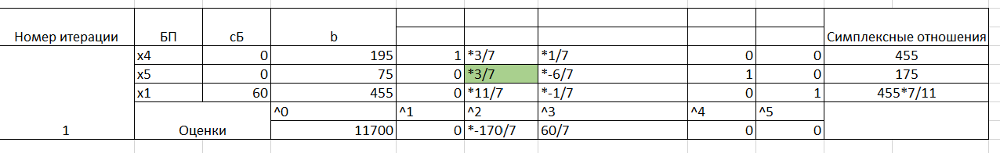 Номер итерации БП сБ b Симплексные отношения
x4 0 195 1 *3/7 *1/7 0 0 455
x5 0 75 0 *3/7 *-6/7 1 0 175
x1 60 455 0 *11/7 *-1/7 0 1 455*7/11
^0 ^1 ^2 ^3 ^4 ^5
1 Оценки 11700 0 *-170/7 60/7 0 0